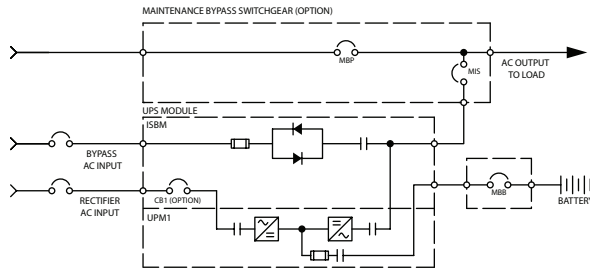 MAINTENANCE BYPASS SWITCHGEAR (OPTION)
MBP
AC OUTPUT
TO LOAD
MIS
UPS MODULE
ISBM
BYPASS
AC INPUT
RECTIFIER
AC INPUT
CB1 (OPTION)
MBB
BATTERY
UPM1